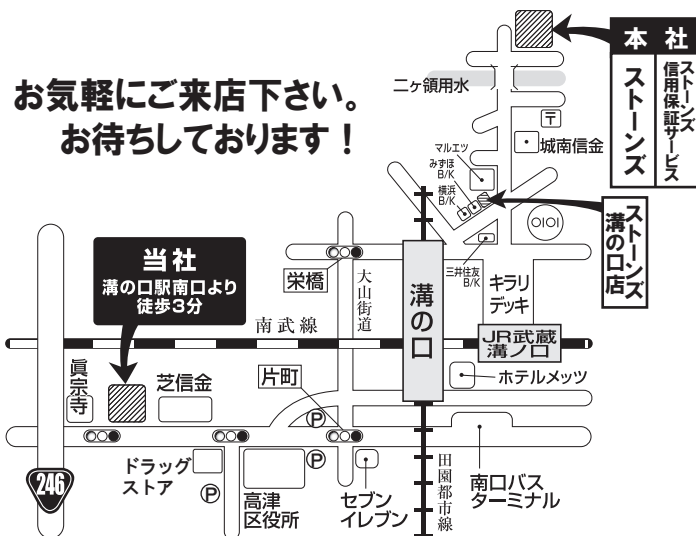 お気軽にご来店下さい。
お待ちしております！
本社
ストーンズ
ストーンズ
信用保証サービス
二ヶ領用水
〒
城南信金
マルエツ
みずほ
B/K
横浜
B/K
OIOI
ストーンズ
溝の口店
三井住友
B/K
キラリ
デッキ
当社
溝の口駅南口より
徒歩3分
栄橋
大山街道
溝の口
南武線
JR武蔵
溝ノ口
眞宗寺
芝信金
片町
ホテルメッツ
P
P
P
246
ドラッグ
ストア
高津
区役所
セブン
イレブン
田園都市線
南口バス
ターミナル